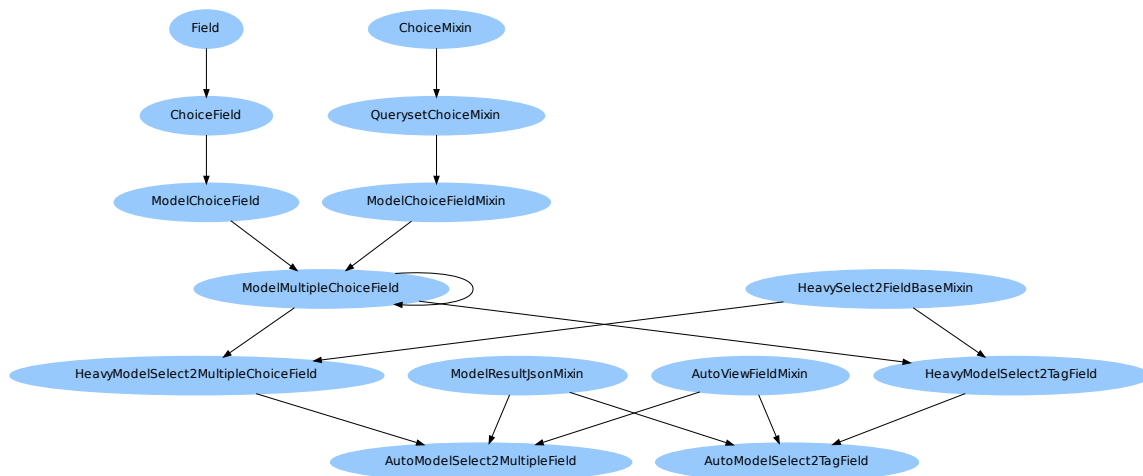 Field
ChoiceMixin
ChoiceField
QuerysetChoiceMixin
ModelChoiceField
ModelChoiceFieldMixin
ModelMultipleChoiceField
HeavySelect2FieldBaseMixin
HeavyModelSelect2MultipleChoiceField
ModelResultJsonMixin
AutoViewFieldMixin
HeavyModelSelect2TagField
AutoModelSelect2MultipleField
AutoModelSelect2TagField